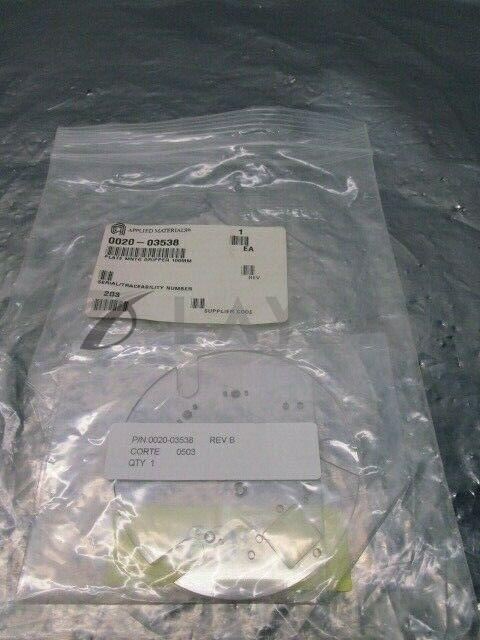 APPLIED MATERIALS®
1
0020-03538
EA
PLATE MNTG GRIPPER 100MM
REV
SERIAL/TRACEABILITY NUMBER
203
SUPPLIER CODE
P/N:0020-03538 REV B
CORTE 0503
QTY 1